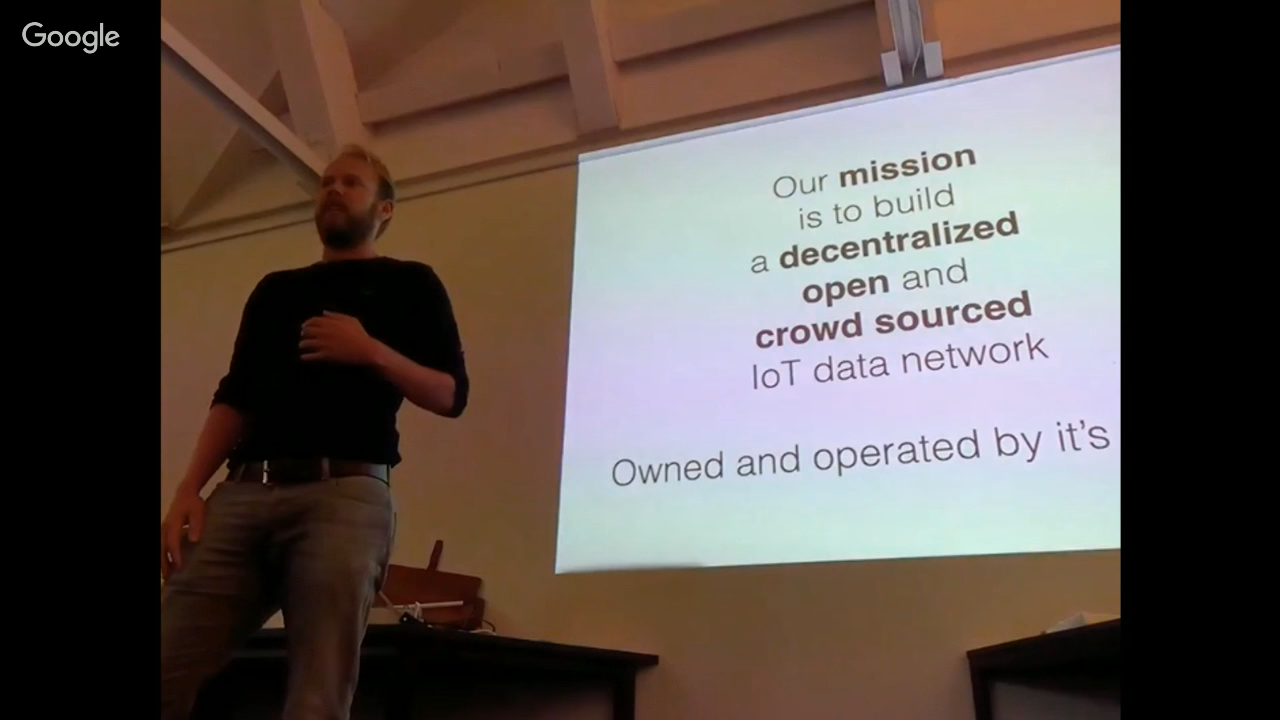 Google
Our mission
is to build
a decentralized
open and
crowd sourced
IoT data network
Owned and operated by it's